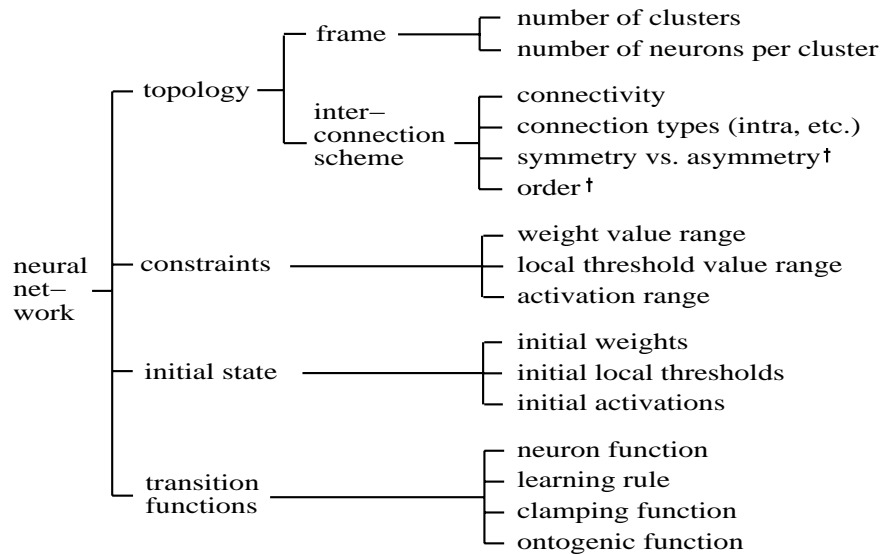 neural
net–
work
topology
frame
number of clusters
number of neurons per cluster
inter–
connection
scheme
connectivity
connection types (intra, etc.)
symmetry vs. asymmetry†
order†
constraints
weight value range
local threshold value range
activation range
initial state
initial weights
initial local thresholds
initial activations
transition
functions
neuron function
learning rule
clamping function
ontogenic function